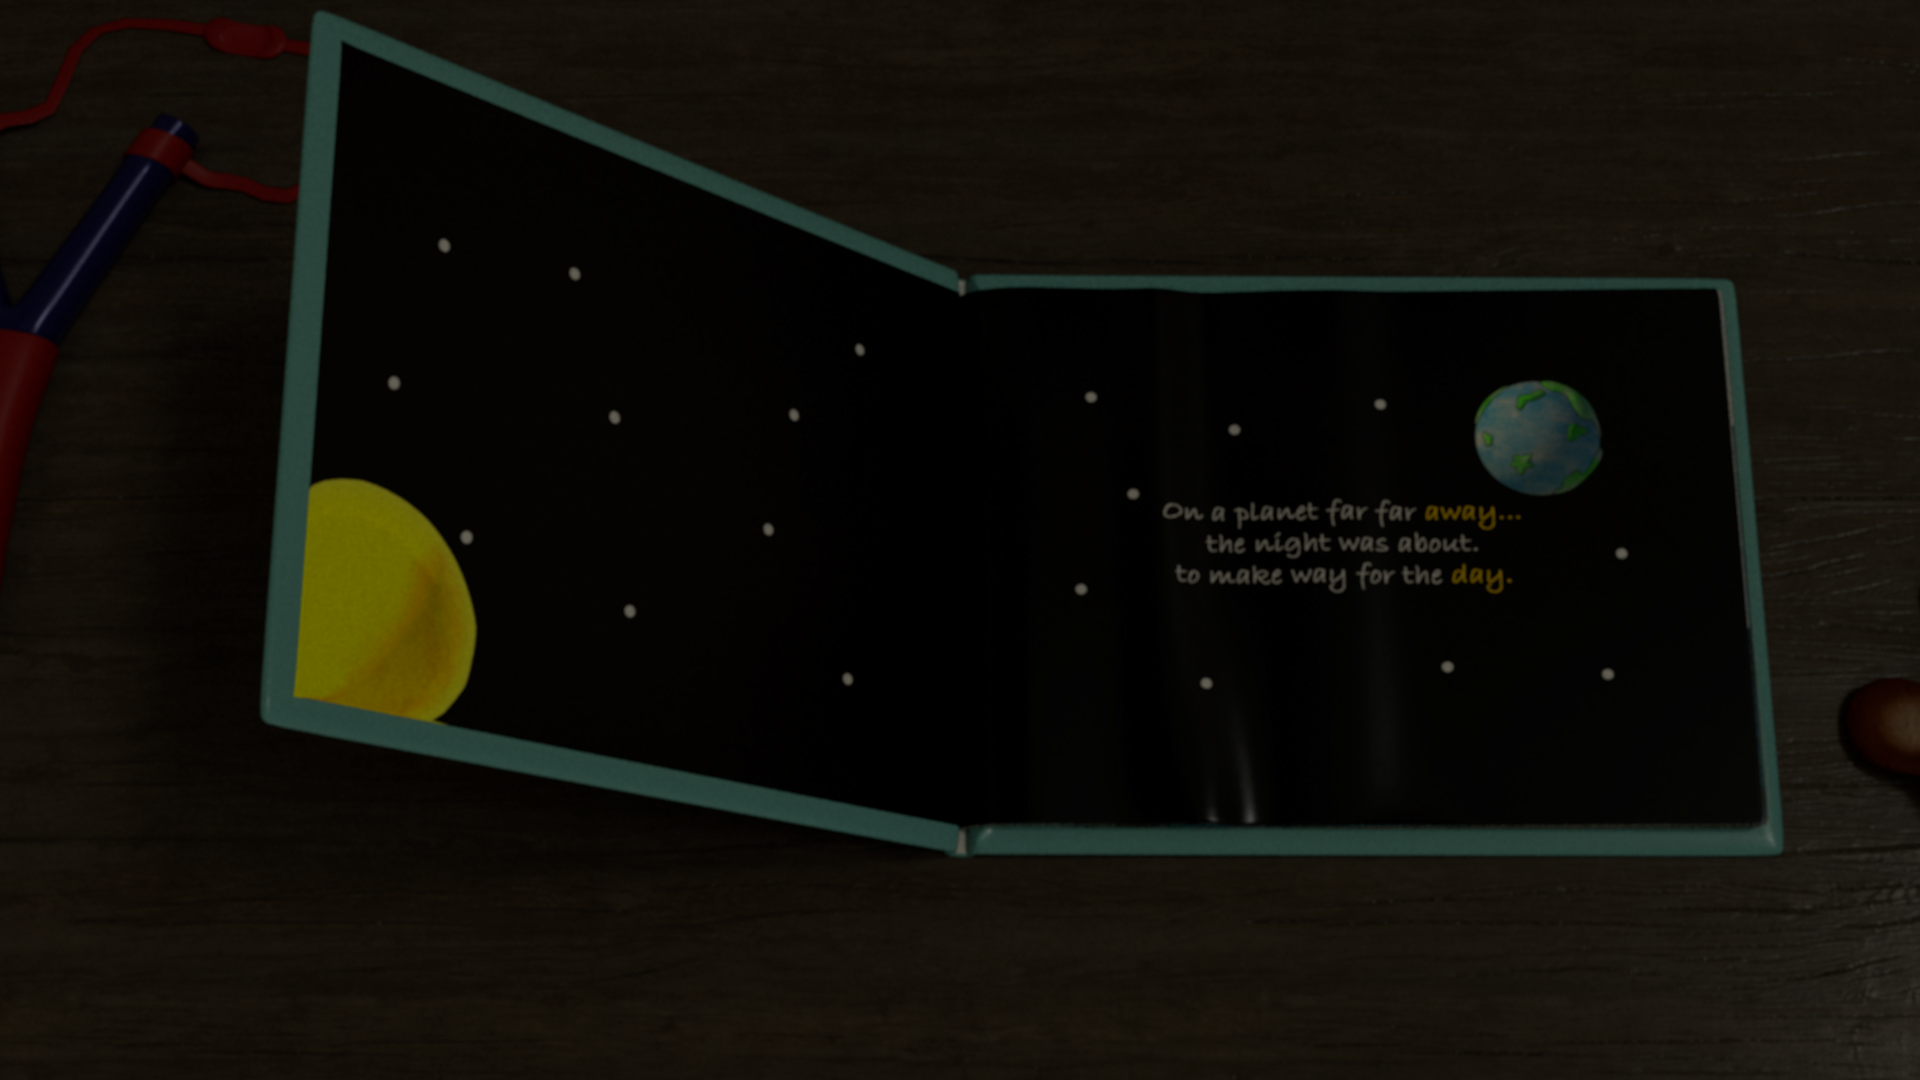 On a planet far far away...
the night was about.
to make way for the day.